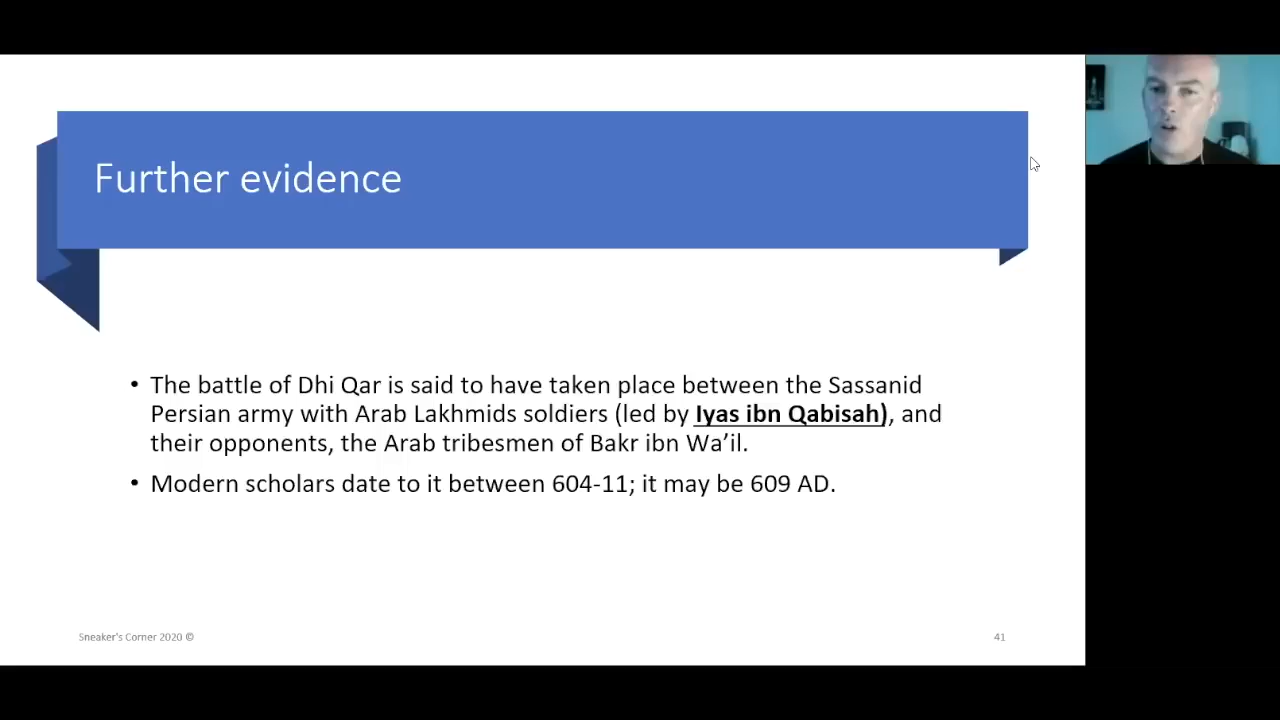 Further evidence
• The battle of Dhi Qar is said to have taken place between the Sassanid
Persian army with Arab Lakhmids soldiers (led by Iyas ibn Qabisah), and
their opponents, the Arab tribesmen of Bakr ibn Wa’il.
• Modern scholars date to it between 604-11; it may be 609 AD.
Sneaker's Corner 2020 ©
41